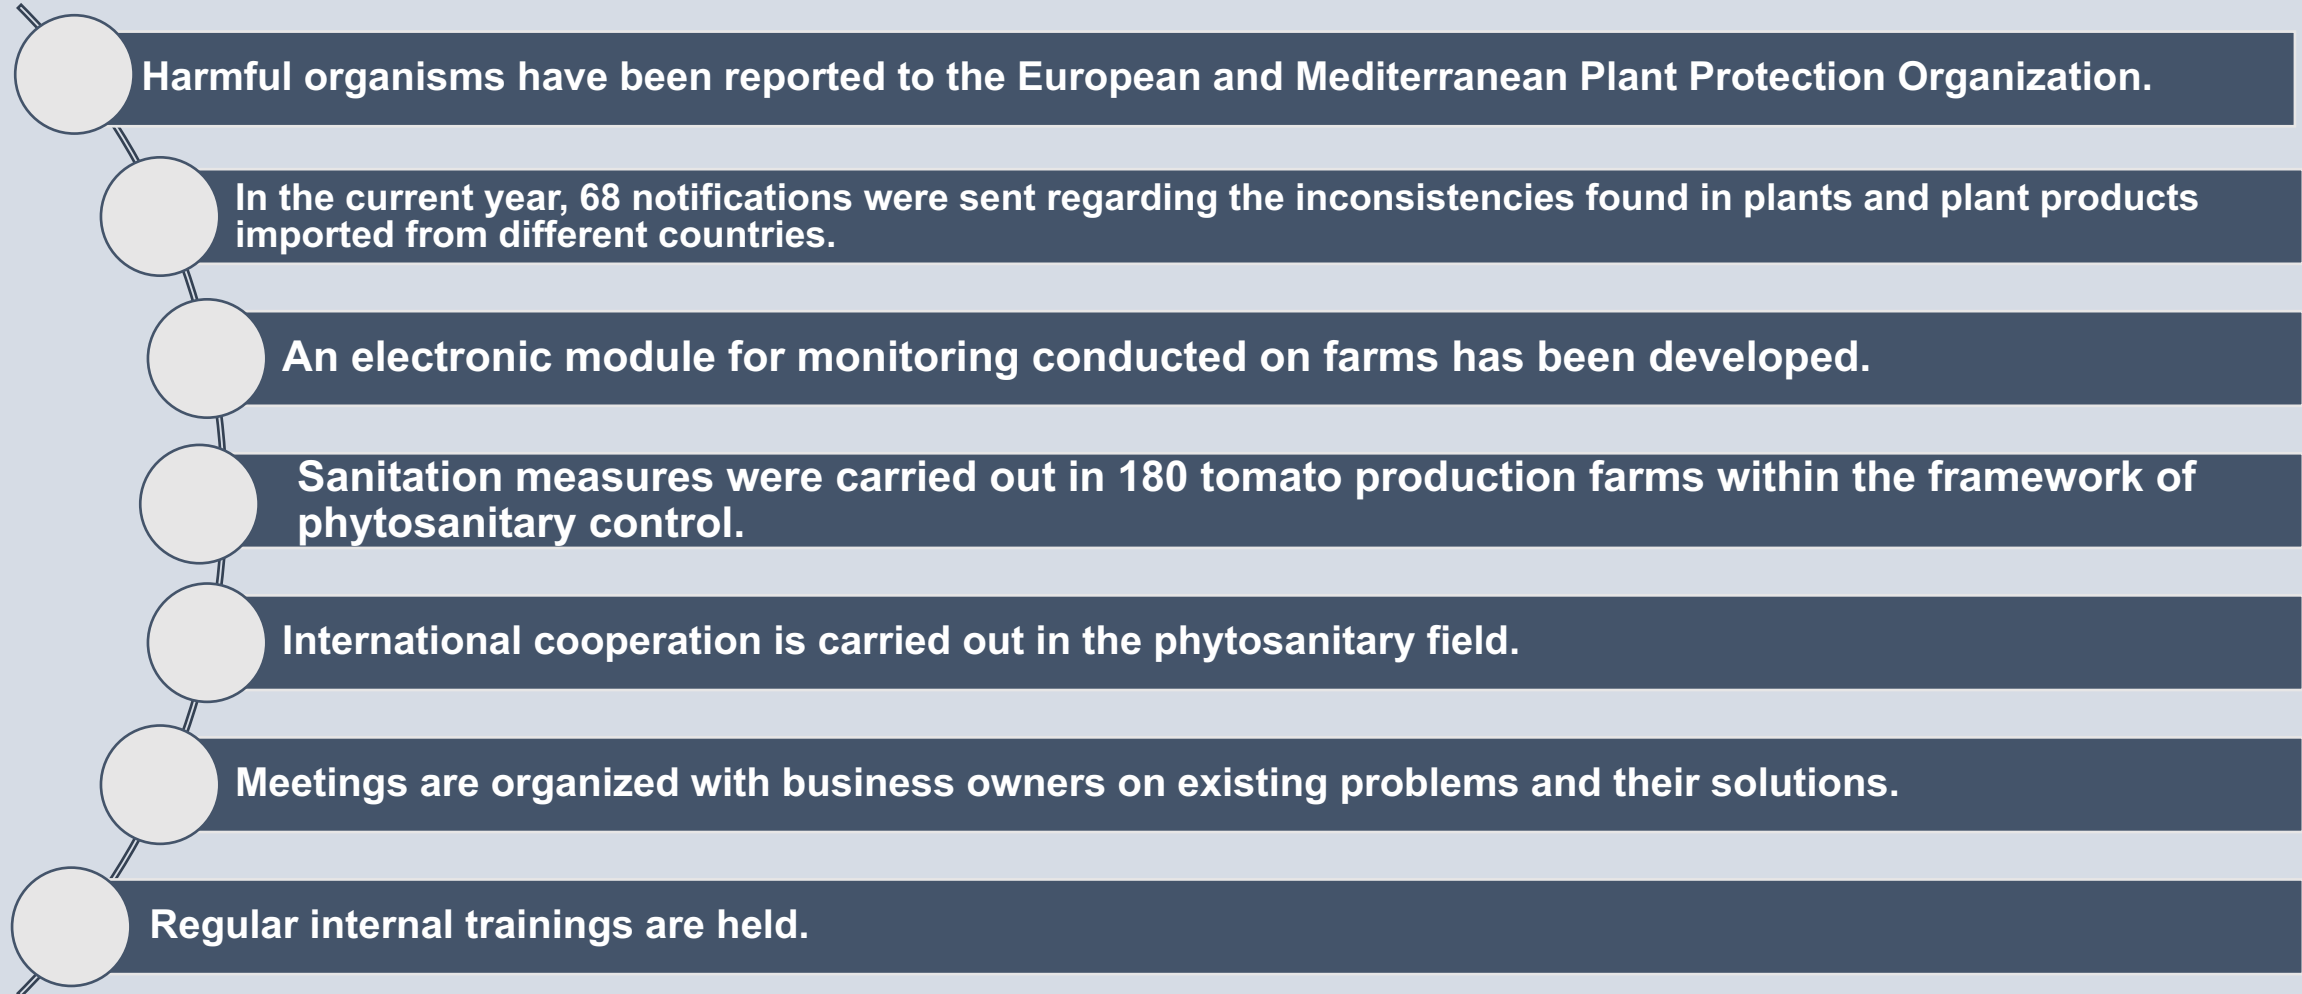 Harmful organisms have been reported to the European and Mediterranean Plant Protection Organization.
In the current year, 68 notifications were sent regarding the inconsistencies found in plants and plant products
imported from different countries.
An electronic module for monitoring conducted on farms has been developed.
Sanitation measures were carried out in 180 tomato production farms within the framework of
phytosanitary control.
International cooperation is carried out in the phytosanitary field.
Meetings are organized with business owners on existing problems and their solutions.
Regular internal trainings are held.